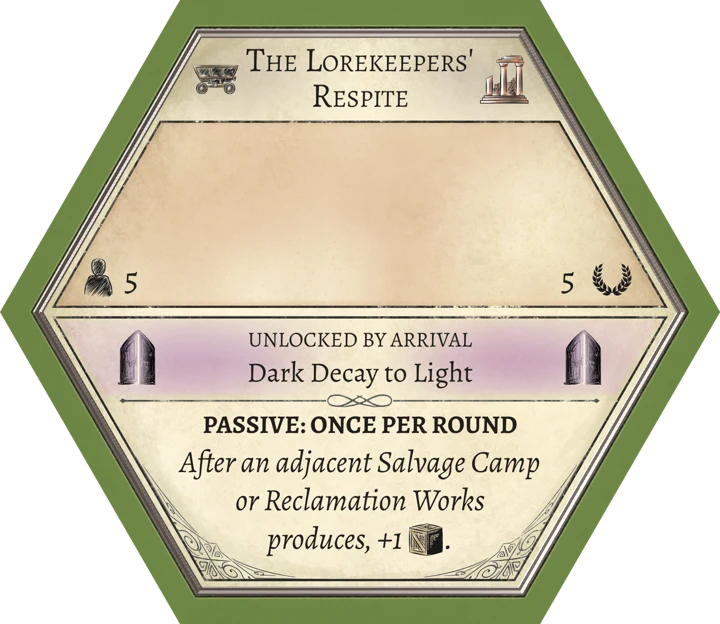 The Lorekeepers'
Respite
5
5
UNLOCKED BY ARRIVAL
Dark Decay to Light
PASSIVE: ONCE PER ROUND
After an adjacent Salvage Camp
or Reclamation Works
produces, +1 .